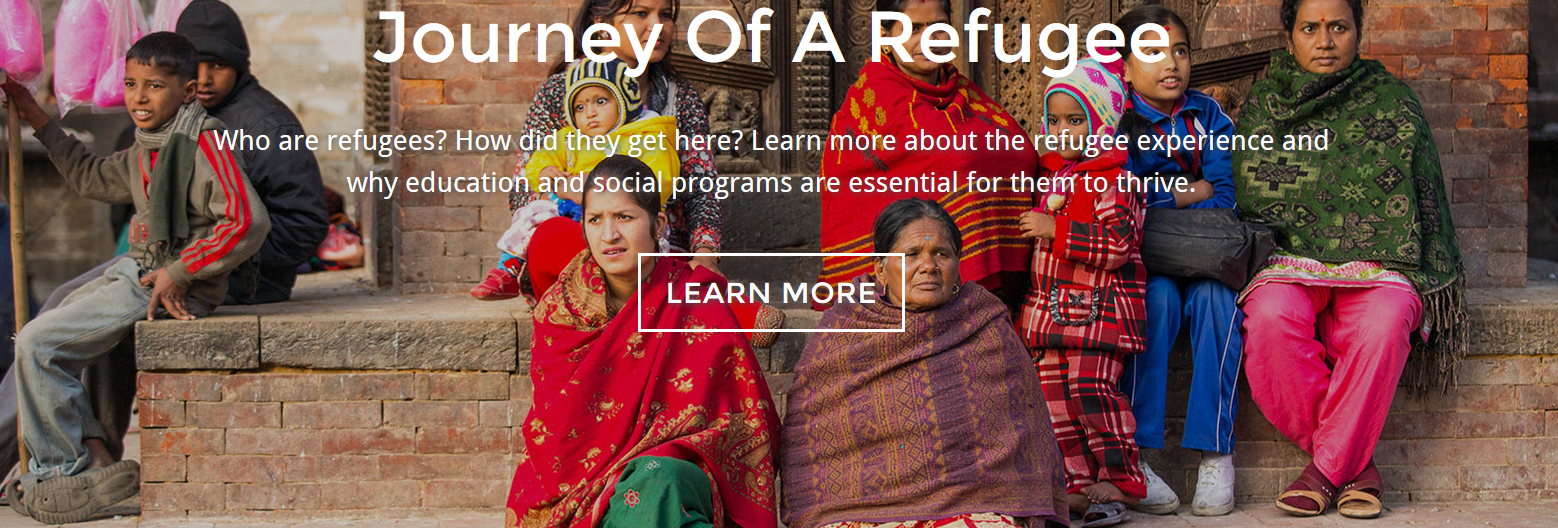 Journey Of A Refugee
Who are refugees? How did they get here? Learn more about the refugee experience and
why education and social programs are essential for them to thrive.
LEARN MORE